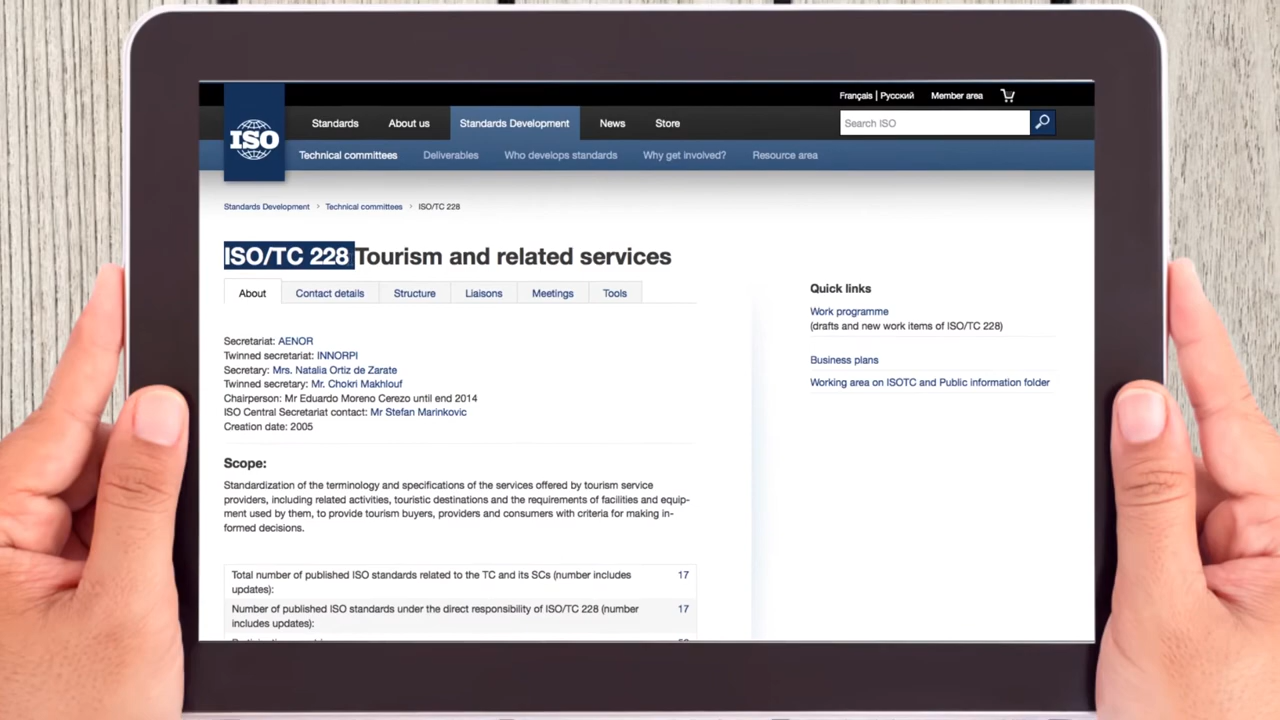 Français | Русский Member area
ISO
Standards About us Standards Development News Store Search ISO
Technical committees Deliverables Who develops standards Why get involved? Resource area
Standards Development > Technical committees > ISO/TC 228
ISO/TC 228 Tourism and related services
About Contact details Structure Liaisons Meetings Tools
Secretariat: AENOR
Twinned secretariat: INNORPI
Secretary: Mrs. Natalia Ortiz de Zarate
Twinned secretary: Mr. Chokri Makhlouf
Chairperson: Mr Eduardo Moreno Cerezo until end 2014
ISO Central Secretariat contact: Mr Stefan Marinkovic
Creation date: 2005
Scope:
Standardization of the terminology and specifications of the services offered by tourism service
providers, including related activities, touristic destinations and the requirements of facilities and equip-
ment used by them, to provide tourism buyers, providers and consumers with criteria for making in-
formed decisions.
Total number of published ISO standards related to the TC and its SCs (number includes 17
updates):
Number of published ISO standards under the direct responsibility of ISO/TC 228 (number 17
includes updates):
Quick links
Work programme
(drafts and new work items of ISO/TC 228)
Business plans
Working area on ISOTC and Public information folder